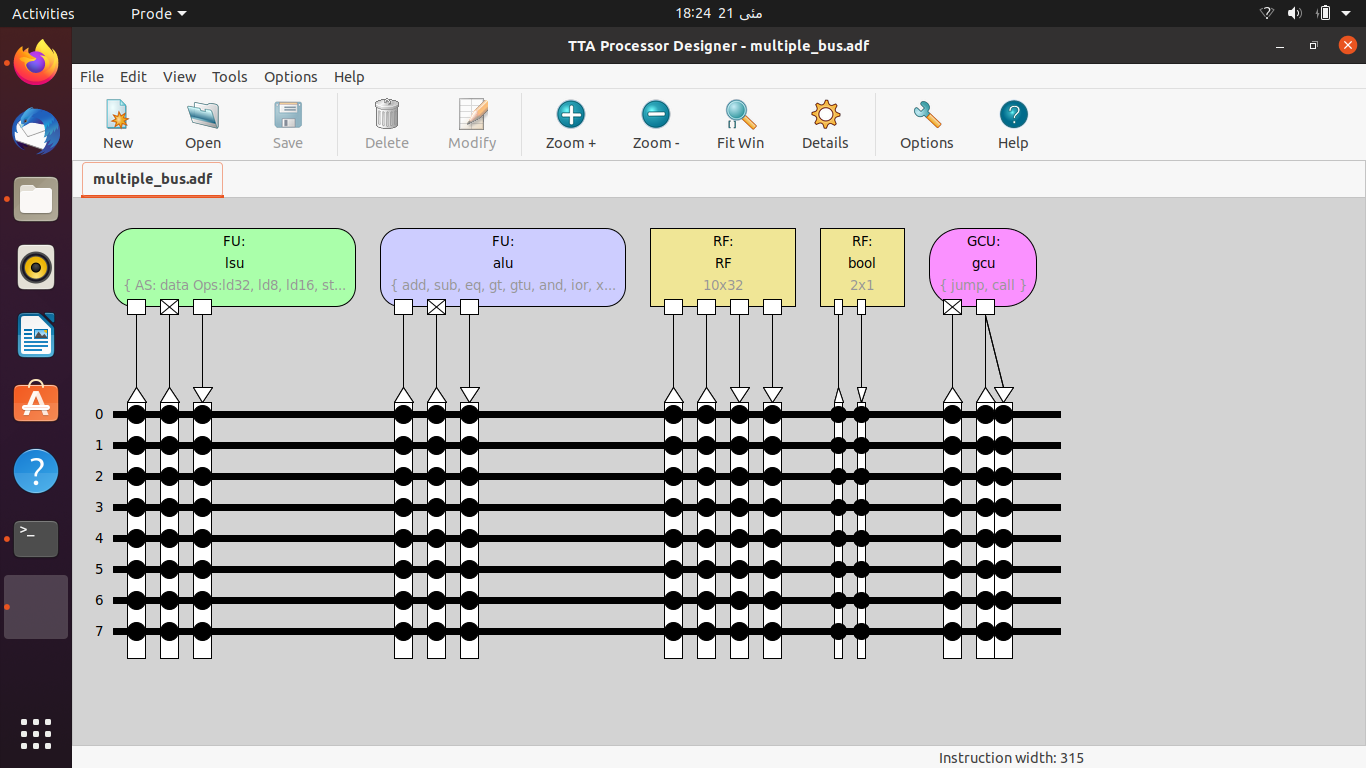 Activities Prode 18:24 21 مئی
TTA Processor Designer - multiple_bus.adf
File Edit View Tools Options Help
New Open Save Delete Modify Zoom + Zoom - Fit Win Details Options Help
multiple_bus.adf
FU: FU: RF: RF: GCU:
lsu alu RF bool gcu
{ AS: data Ops:ld32, ld8, ld16, st... { add, sub, eq, gt, gtu, and, ior, x... 10x32 2x1 { jump, call }
0
1
2
3
4
5
6
7
Instruction width: 315